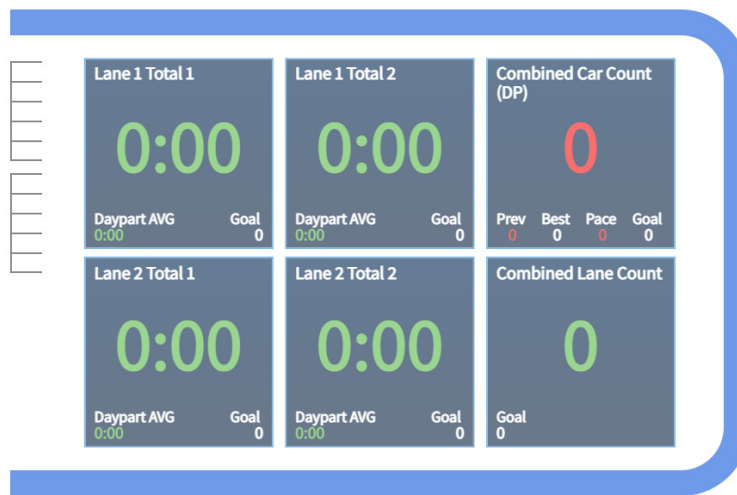 Lane 1 Total 1
0:00
Daypart AVG Goal
0:00 0
Lane 1 Total 2
0:00
Daypart AVG Goal
0:00 0
Combined Car Count
(DP)
0
Prev Best Pace Goal
0 0 0 0
Lane 2 Total 1
0:00
Daypart AVG Goal
0:00 0
Lane 2 Total 2
0:00
Daypart AVG Goal
0:00 0
Combined Lane Count
0
Goal
0